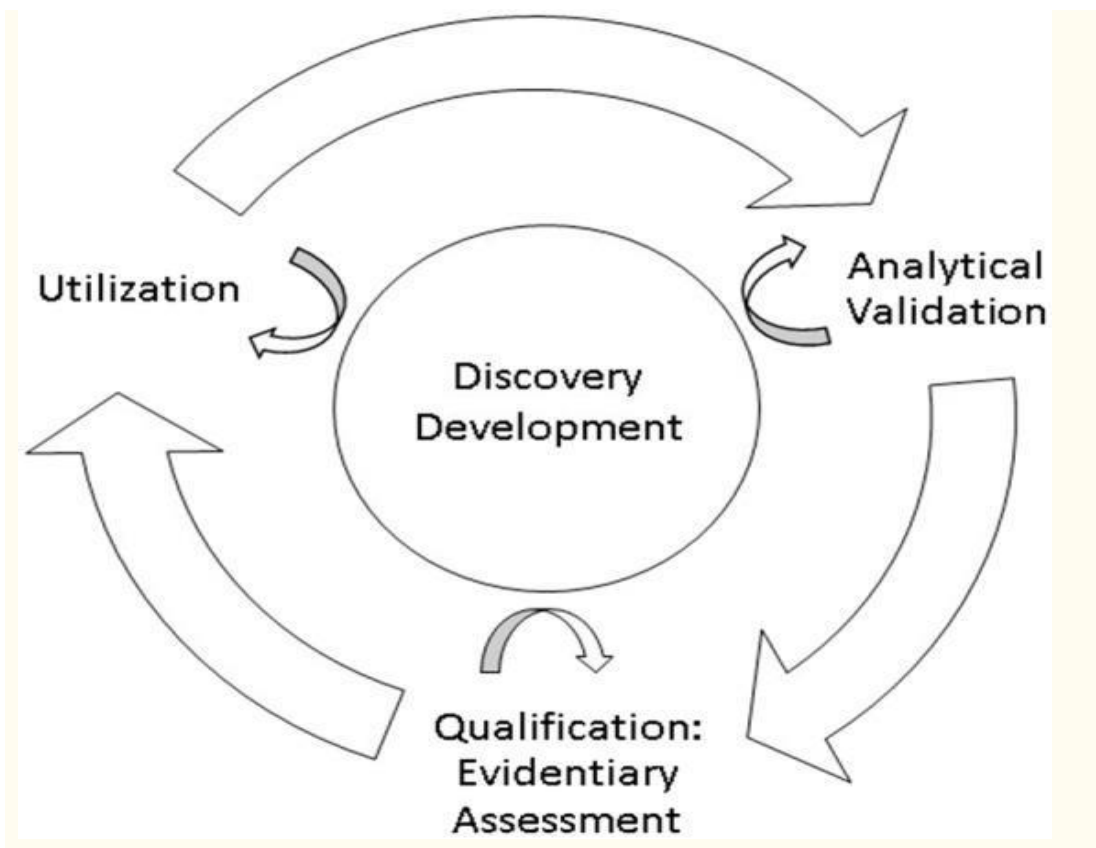 Utilization
Analytical
Validation
Discovery
Development
Qualification:
Evidentiary
Assessment